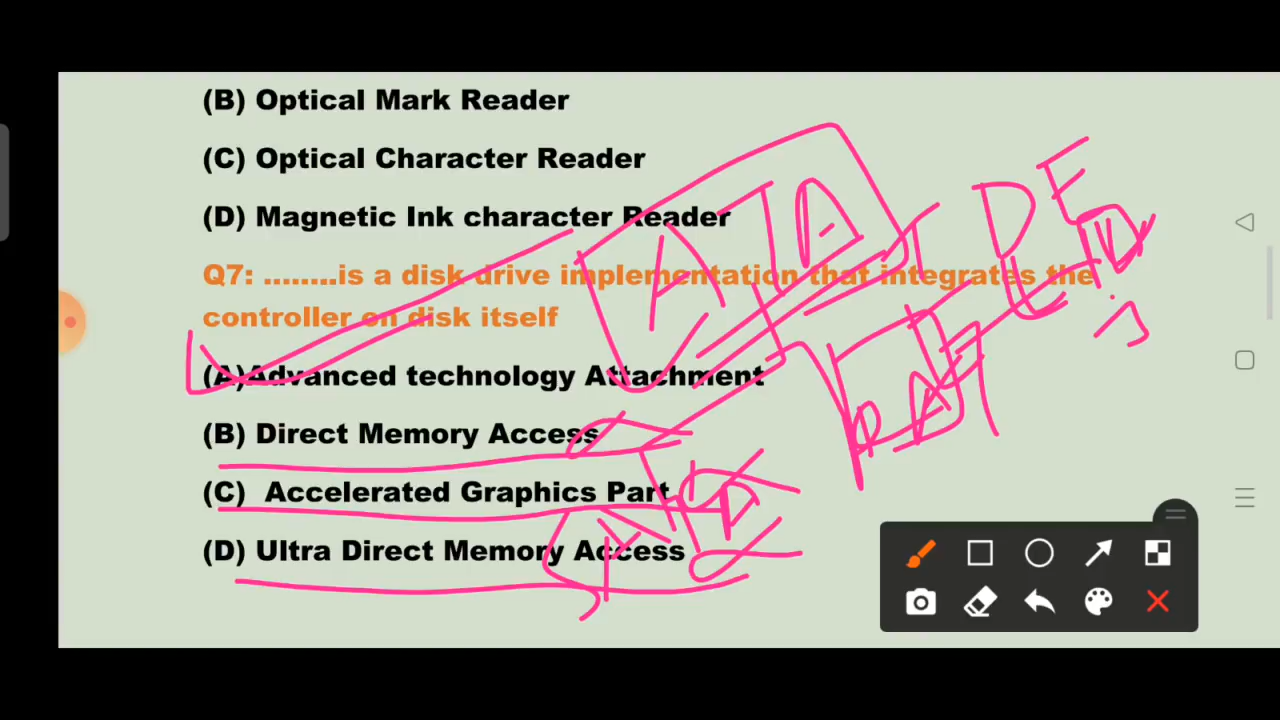 (B) Optical Mark Reader
(C) Optical Character Reader
(D) Magnetic Ink character Reader
Q7: ........is a disk drive implementation that integrates the
controller on disk itself
(A)Advanced technology Attachment
(B) Direct Memory Access
(C) Accelerated Graphics Part
(D) Ultra Direct Memory Access
ATA